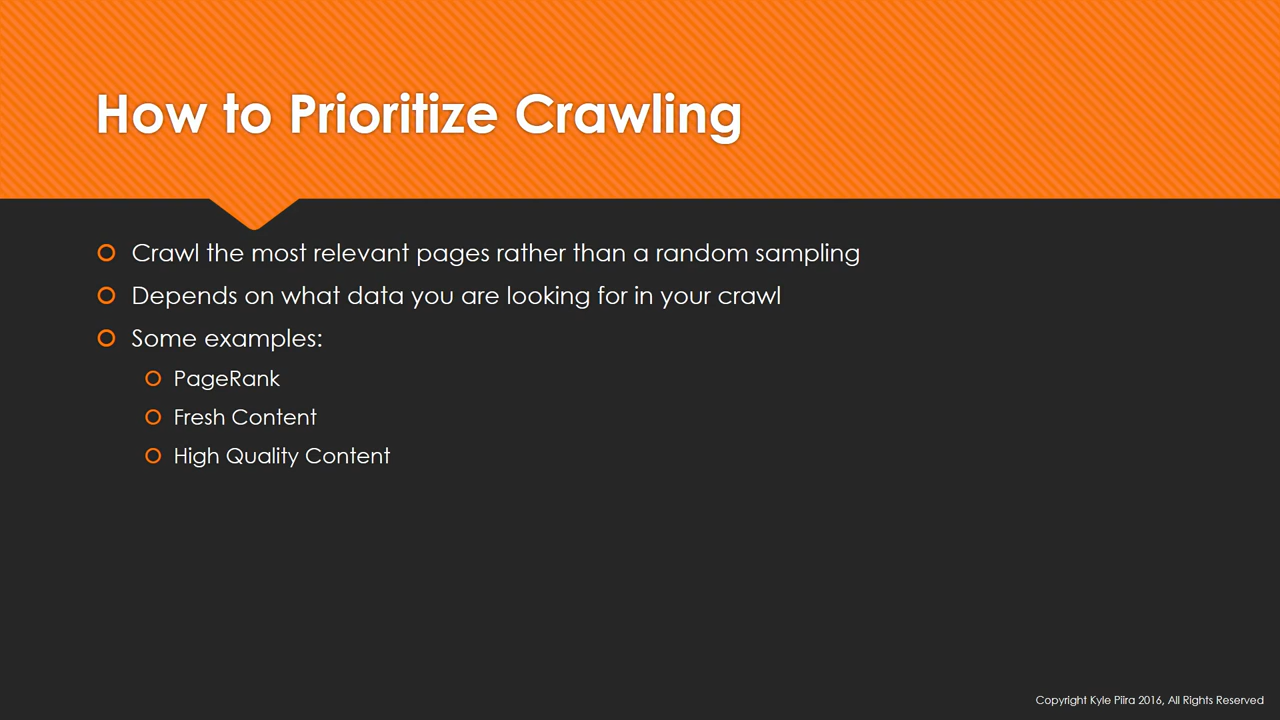 How to Prioritize Crawling
Crawl the most relevant pages rather than a random sampling
Depends on what data you are looking for in your crawl
Some examples:
PageRank
Fresh Content
High Quality Content
Copyright Kyle Piira 2016, All Rights Reserved